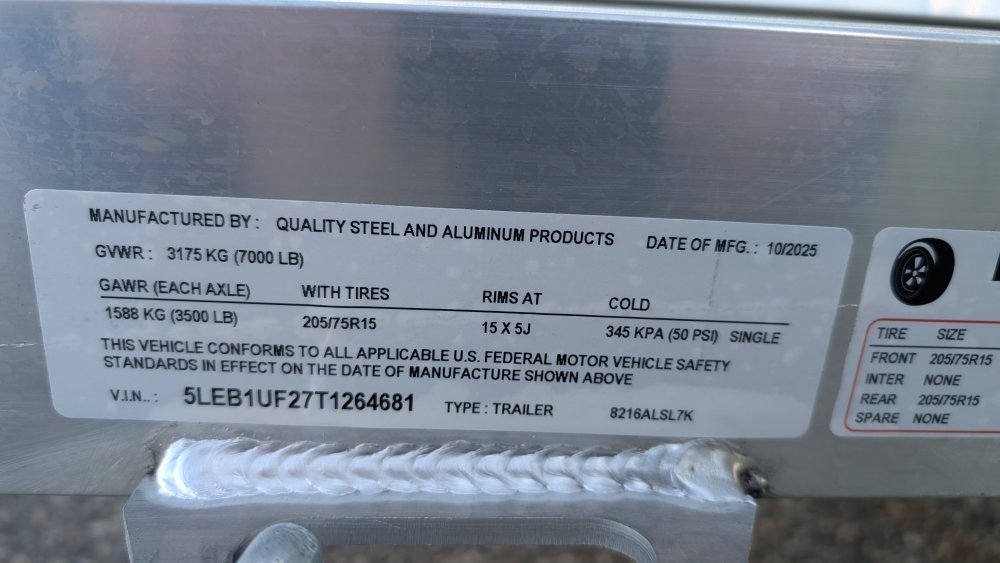 MANUFACTURED BY : QUALITY STEEL AND ALUMINUM PRODUCTS DATE OF MFG. : 10/2025
GVWR : 3175 KG (7000 LB)
GAWR (EACH AXLE) WITH TIRES RIMS AT COLD
1588 KG (3500 LB) 205/75R15 15 X 5J 345 KPA (50 PSI) SINGLE
THIS VEHICLE CONFORMS TO ALL APPLICABLE U.S. FEDERAL MOTOR VEHICLE SAFETY
STANDARDS IN EFFECT ON THE DATE OF MANUFACTURE SHOWN ABOVE
V.I.N.. : 5LEB1UF27T1264681 TYPE : TRAILER 8216ALSL7K
TIRE SIZE
FRONT 205/75R15
INTER NONE
REAR 205/75R15
SPARE NONE